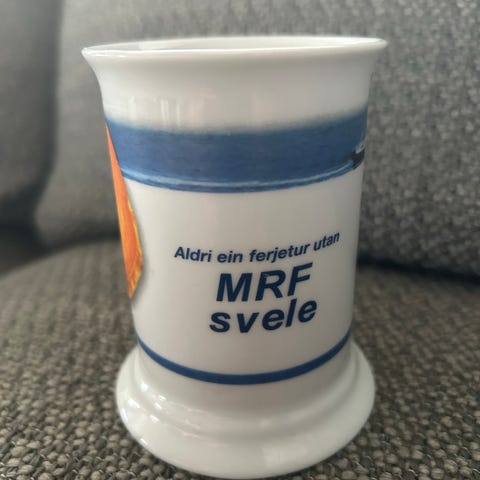 Aldri ein ferjetur utan
MRF
svele